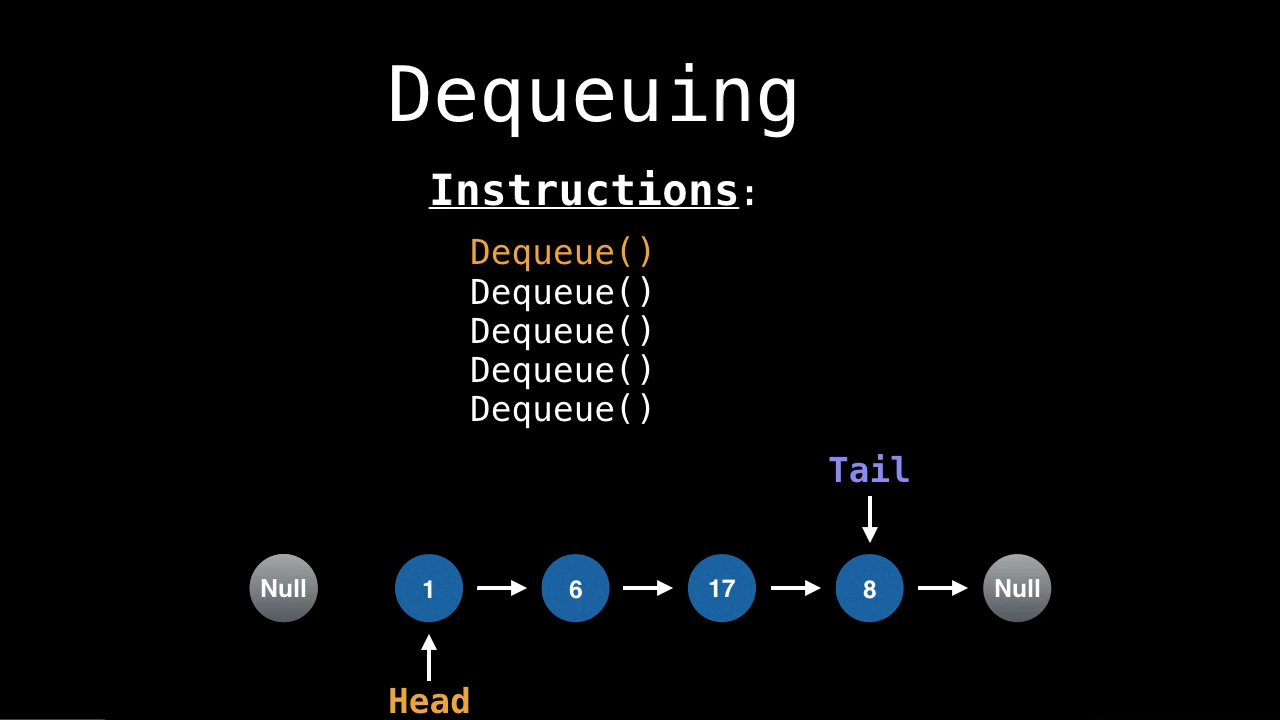 Dequeuing
Instructions:
Dequeue()
Dequeue()
Dequeue()
Dequeue()
Dequeue()
Tail
Null 1 6 17 8 Null
Head